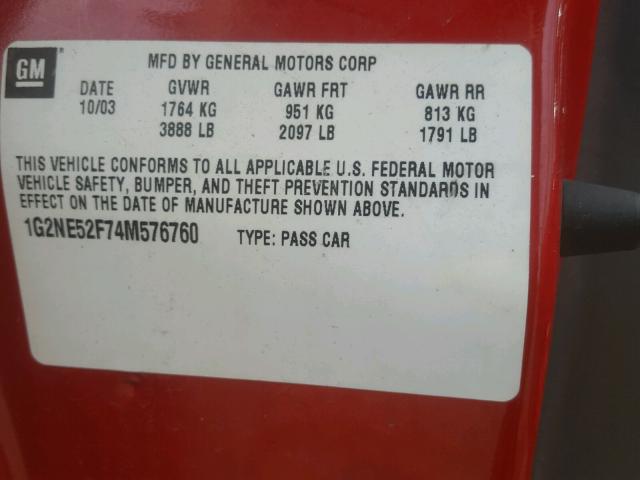 GM
MFD BY GENERAL MOTORS CORP
DATE GVWR GAWR FRT GAWR RR
10/03 1764 KG 951 KG 813 KG
3888 LB 2097 LB 1791 LB
THIS VEHICLE CONFORMS TO ALL APPLICABLE U.S. FEDERAL MOTOR
VEHICLE SAFETY, BUMPER, AND THEFT PREVENTION STANDARDS IN
EFFECT ON THE DATE OF MANUFACTURE SHOWN ABOVE.
1G2NE52F74M576760 TYPE: PASS CAR